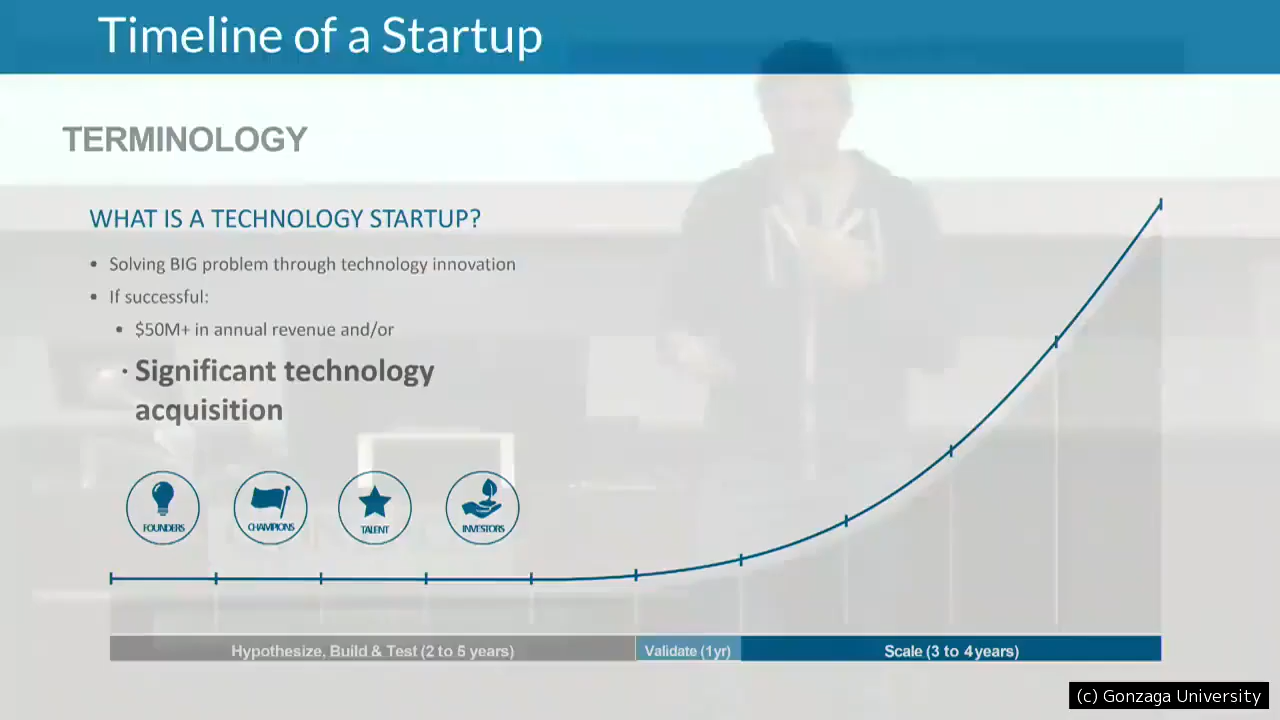 Timeline of a Startup
TERMINOLOGY
WHAT IS A TECHNOLOGY STARTUP?
• Solving BIG problem through technology innovation
• If successful:
• $50M+ in annual revenue and/or
• Significant technology
acquisition
FOUNDERS
CHAMPIONS
TALENT
INVESTORS
Hypothesize, Build & Test (2 to 5 years)
Validate (1yr)
Scale (3 to 4years)
(c) Gonzaga University